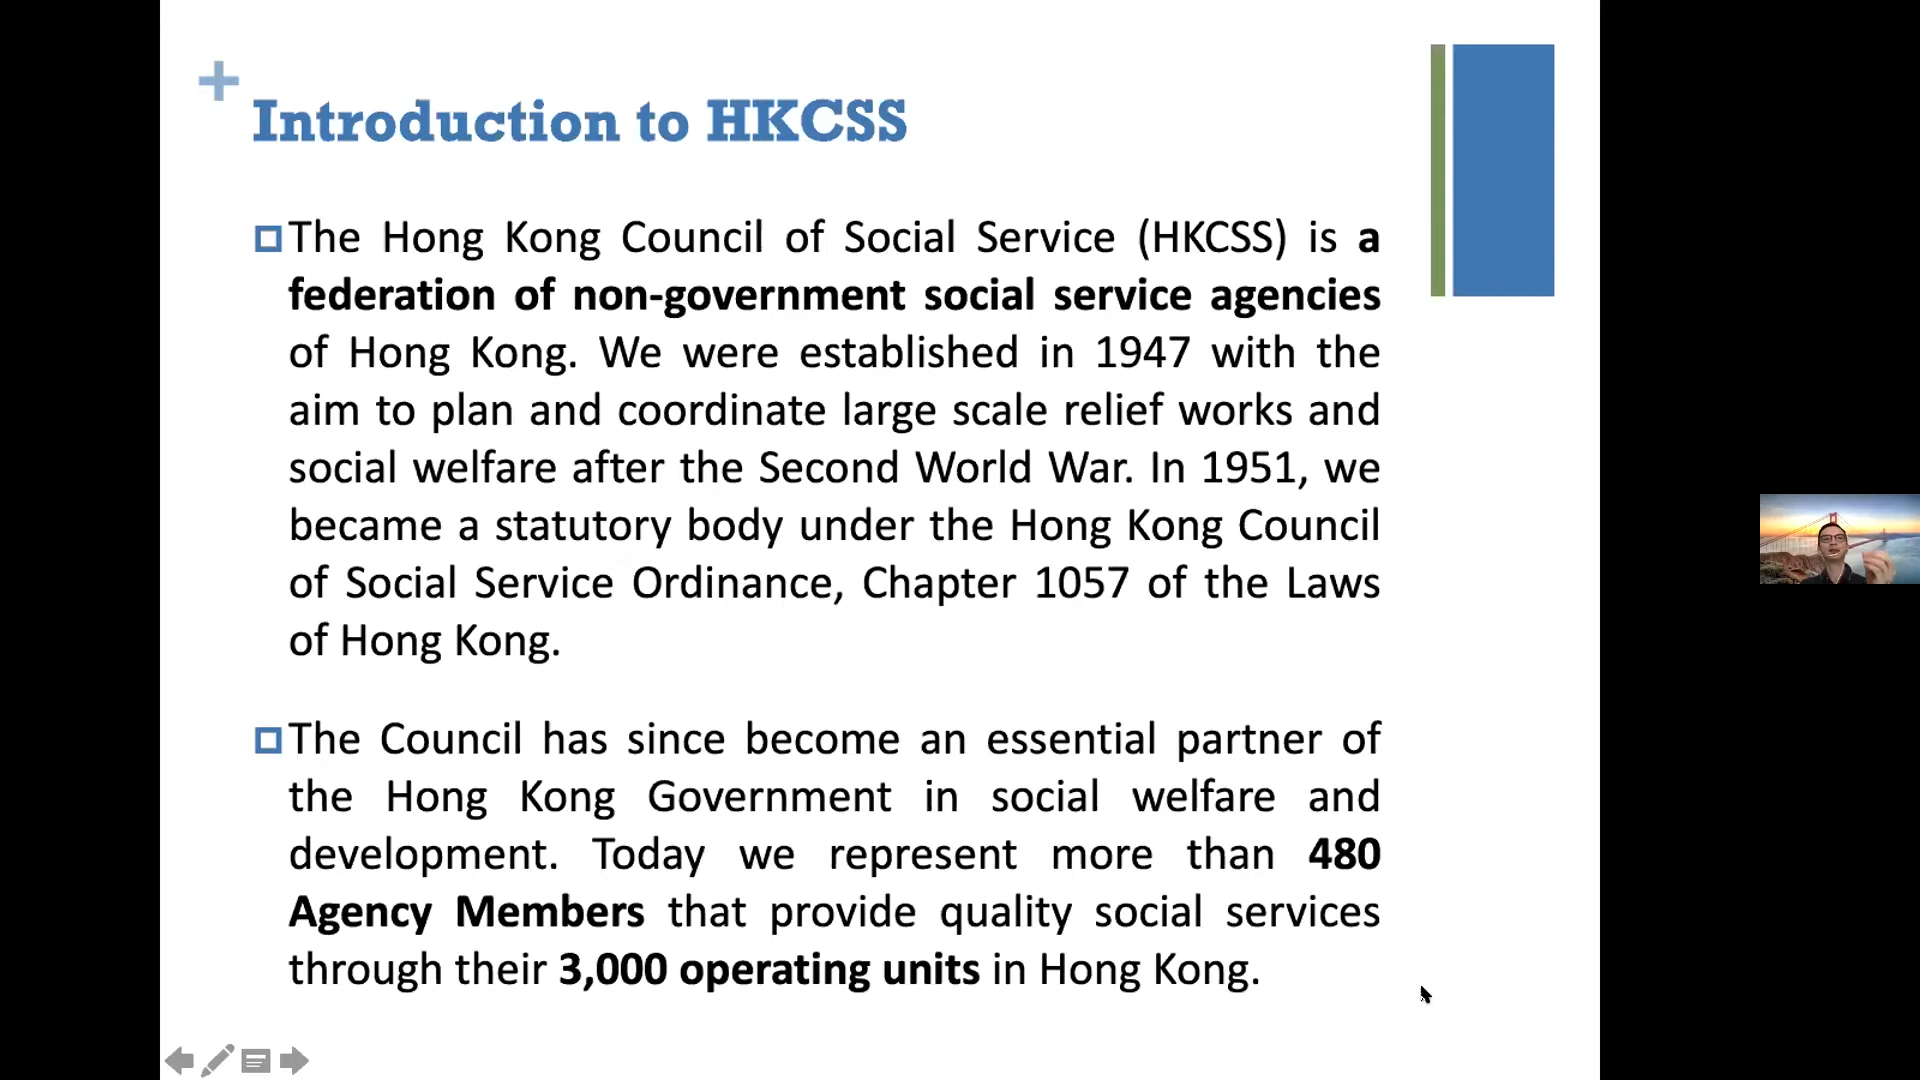 +
Introduction to HKCSS
The Hong Kong Council of Social Service (HKCSS) is a
federation of non-government social service agencies
of Hong Kong. We were established in 1947 with the
aim to plan and coordinate large scale relief works and
social welfare after the Second World War. In 1951, we
became a statutory body under the Hong Kong Council
of Social Service Ordinance, Chapter 1057 of the Laws
of Hong Kong.
The Council has since become an essential partner of
the Hong Kong Government in social welfare and
development. Today we represent more than 480
Agency Members that provide quality social services
through their 3,000 operating units in Hong Kong.